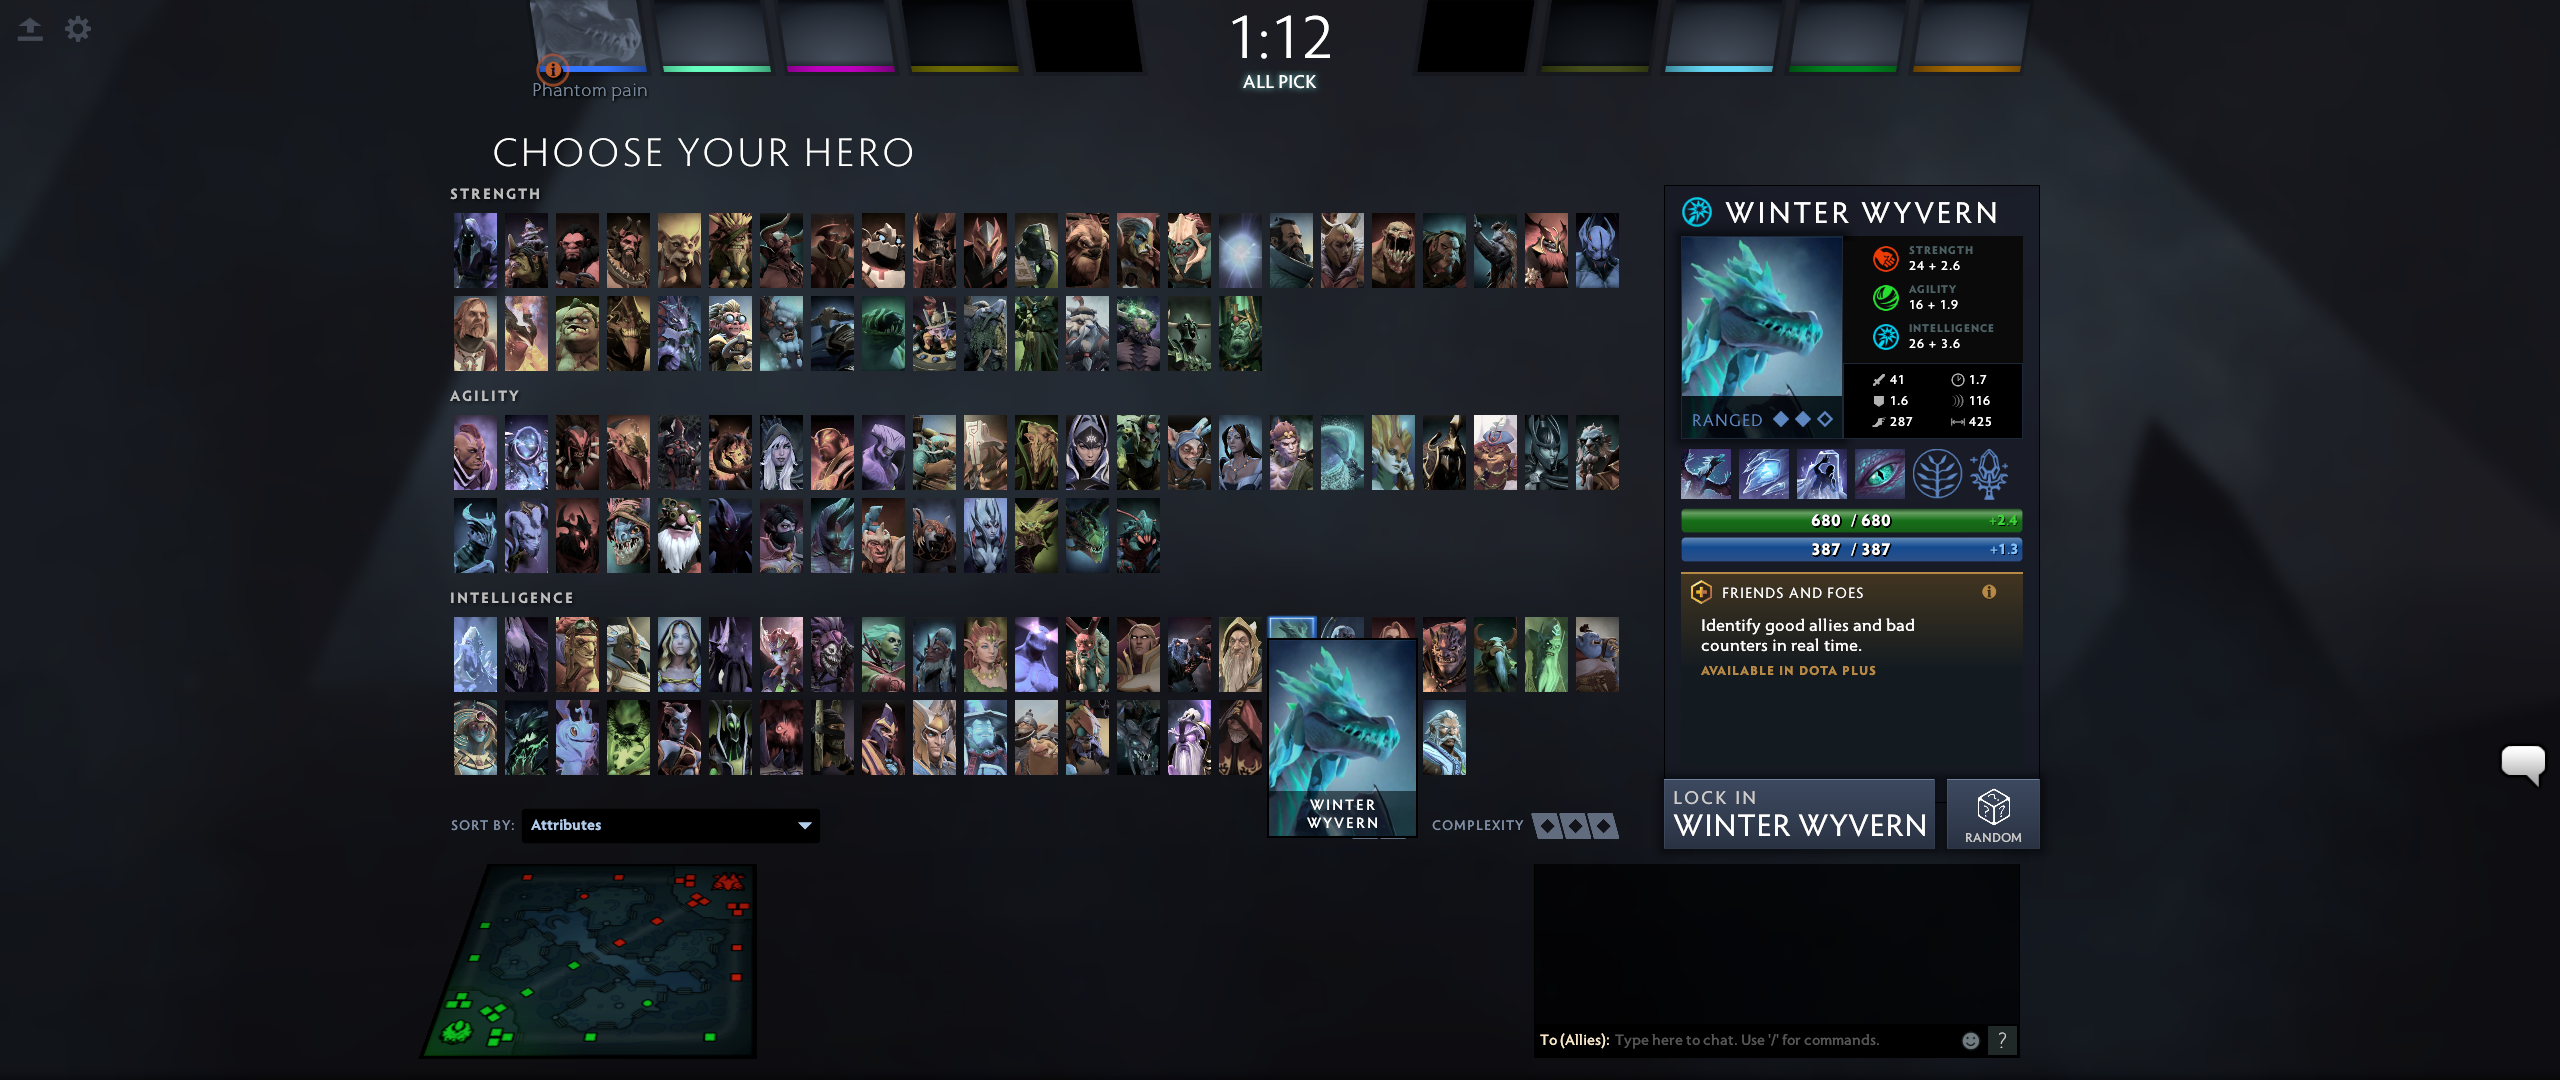 1:12
ALL PICK
Phantom pain
CHOOSE YOUR HERO
STRENGTH
AGILITY
INTELLIGENCE
WINTER WYVERN
STRENGTH
24 + 2.6
AGILITY
16 + 1.9
INTELLIGENCE
26 + 3.6
41 1.7
1.6 116
287 425
RANGED
680 / 680 +2.4
387 / 387 +1.3
FRIENDS AND FOES
Identify good allies and bad
counters in real time.
AVAILABLE IN DOTA PLUS
WINTER
WYVERN
SORT BY: Attributes
COMPLEXITY
LOCK IN
WINTER WYVERN
RANDOM
To (Allies): Type here to chat. Use '/' for commands. ?